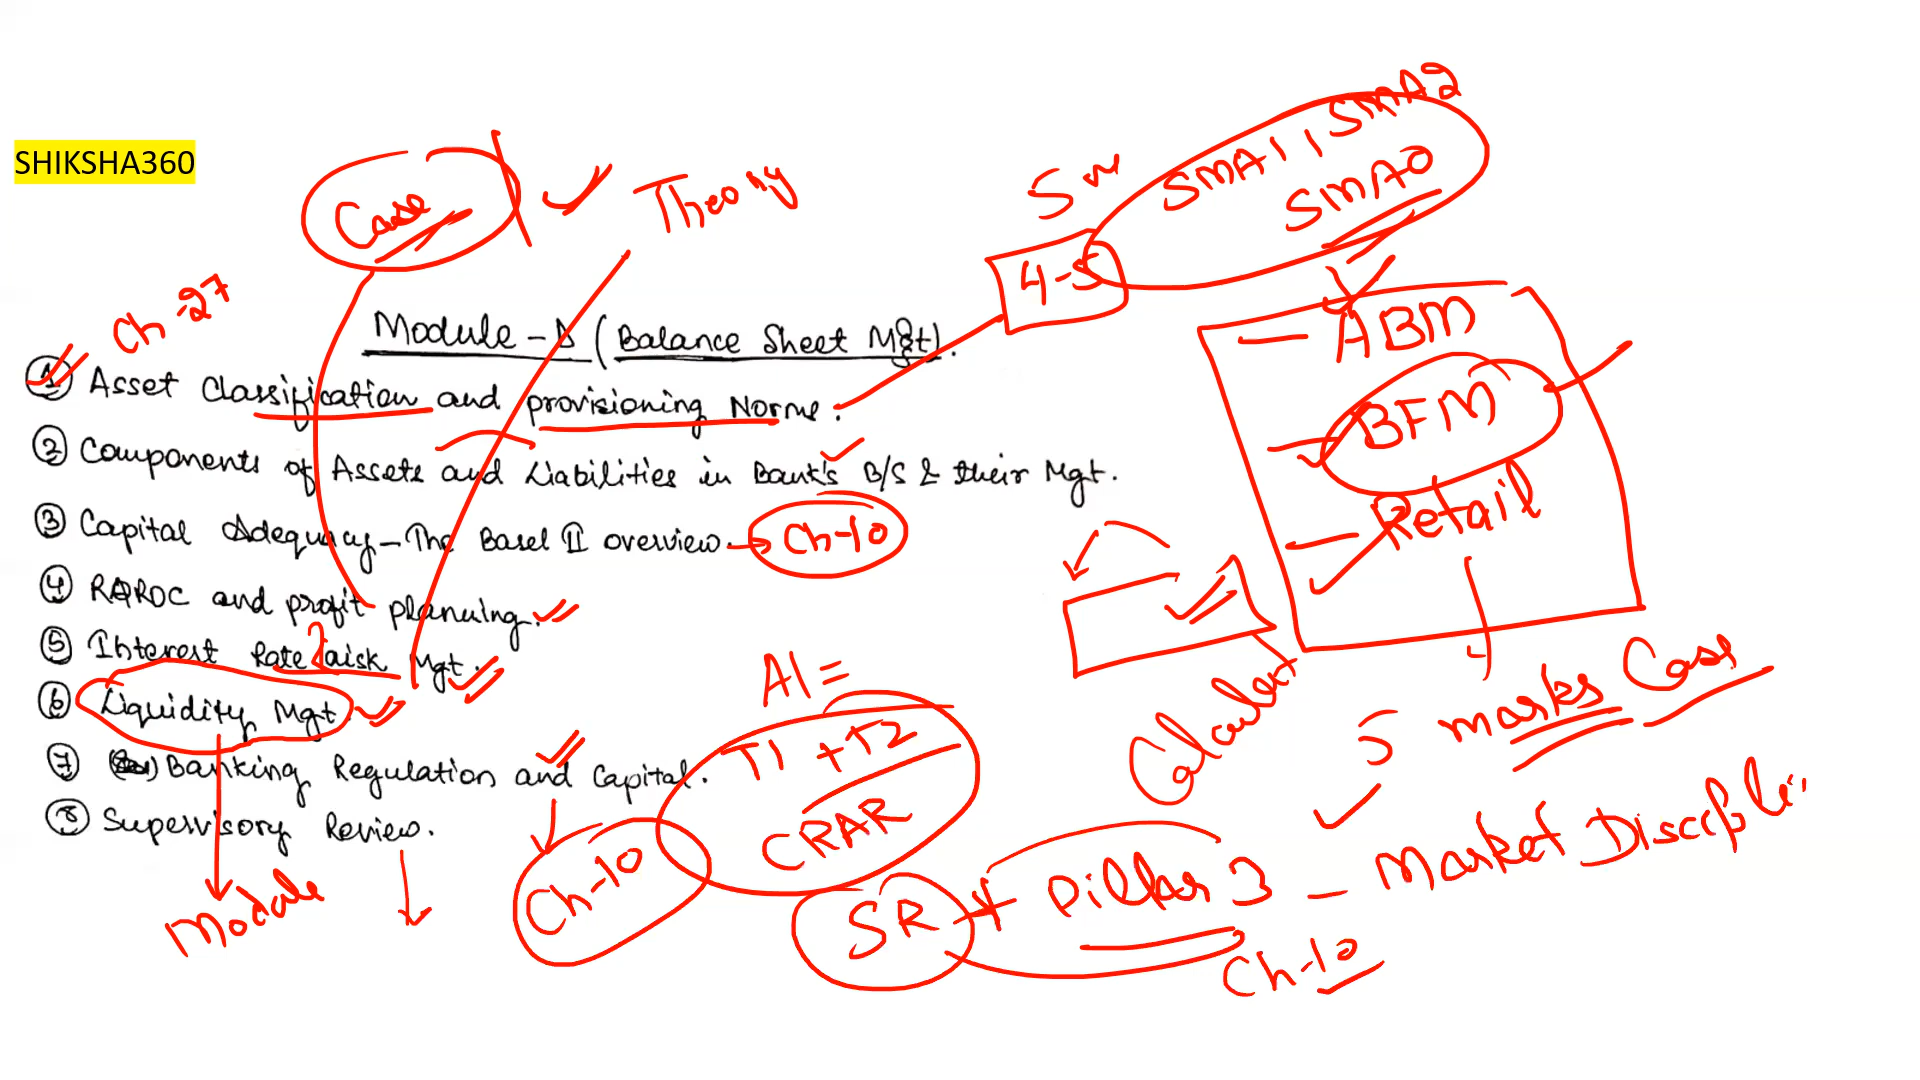 SHIKSHA360
Case
Theory
5 m
SMA1, SMA2
SMA0
4-5
Ch-27
Module - D (Balance Sheet Mgt).
① Asset Classification and provisioning Norms.
② Components of Assets and Liabilities in Bank's B/S & their Mgt.
③ Capital Adequacy - The Basel II overview. → Ch-10
④ RAROC and profit planning.
⑤ Interest Rate Risk Mgt.
⑥ Liquidity Mgt
⑦ Banking Regulation and Capital.
⑧ Supervisory Review.
Module
Ch-10
A1 =
T1 + T2
CRAR
SR + Pillar 3 - Market Discipli
Ch-10
ABM
BFM
Retail
5 marks Case